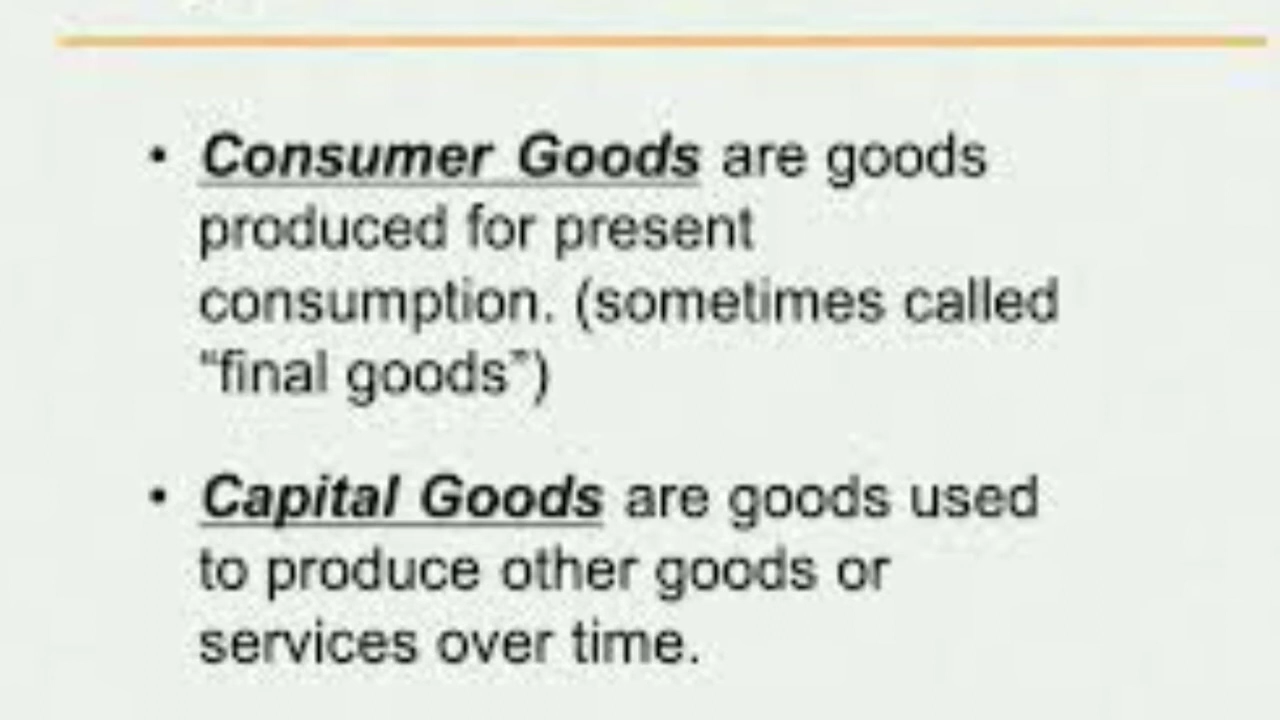 • Consumer Goods are goods
produced for present
consumption. (sometimes called
“final goods”)
• Capital Goods are goods used
to produce other goods or
services over time.